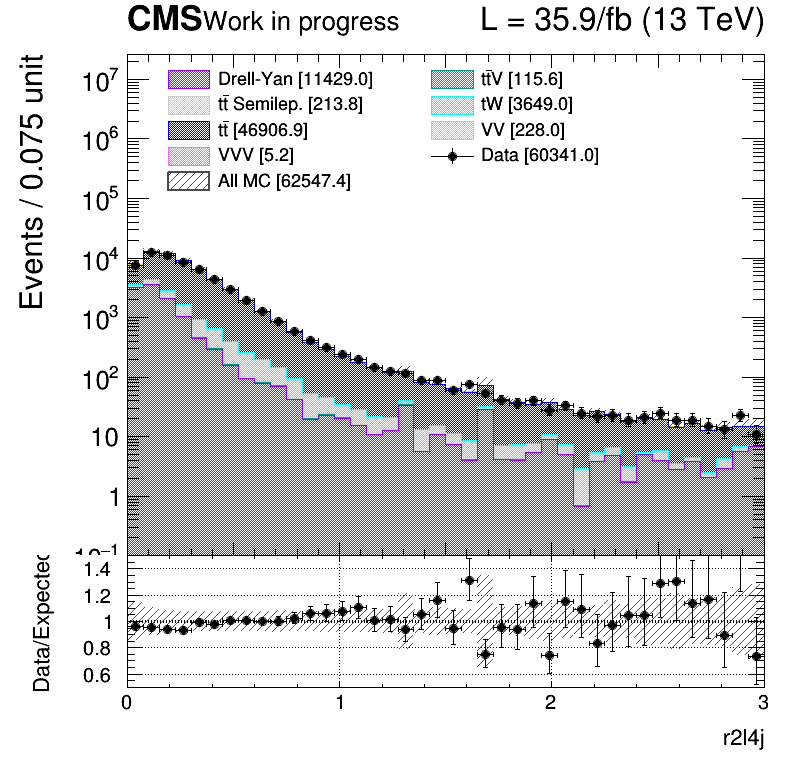 CMS Work in progress L = 35.9/fb (13 TeV)
Events / 0.075 unit
10⁷
10⁶
10⁵
10⁴
10³
10²
10
1
10⁻¹
Drell-Yan [11429.0]
tt̄ Semilep. [213.8]
tt̄ [46906.9]
VVV [5.2]
All MC [62547.4]
tt̄V [115.6]
tW [3649.0]
VV [228.0]
Data [60341.0]
Data/Expected
1.4
1.2
1
0.8
0.6
0 1 2 3
r2l4j